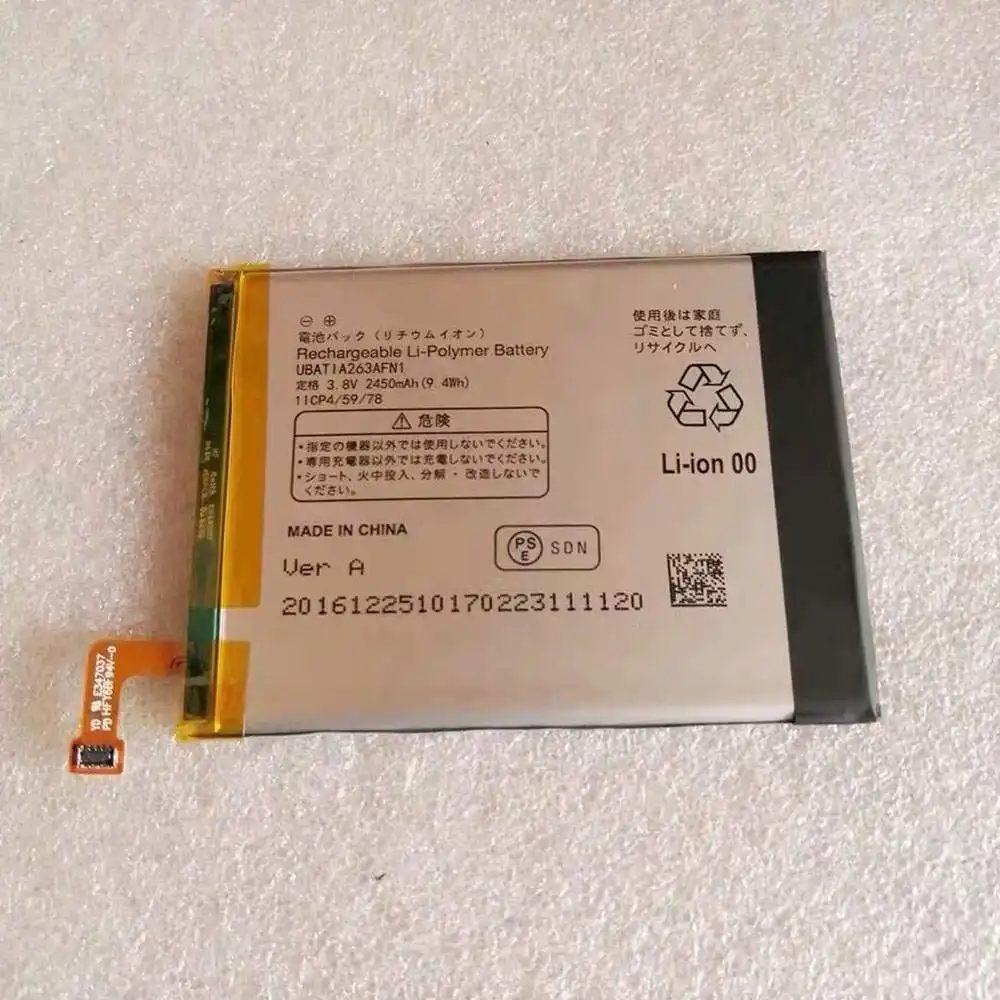 ⊖ ⊕
電池パック（リチウムイオン）
Rechargeable Li-Polymer Battery
UBATIA263AFN1
定格 3.8V 2450mAh(9.4Wh)
1ICP4/59/78
⚠ 危険
・指定の機器以外では使用しないでください。
・専用充電器以外では充電しないでください。
・ショート、火中投入、分解・改造しないで
ください。
MADE IN CHINA
PSE SDN
Ver A
2016122510170223111120
使用後は家庭
ゴミとして捨てず、
リサイクルへ
Li-ion 00
YD E347037
PD HFT68F94V-0